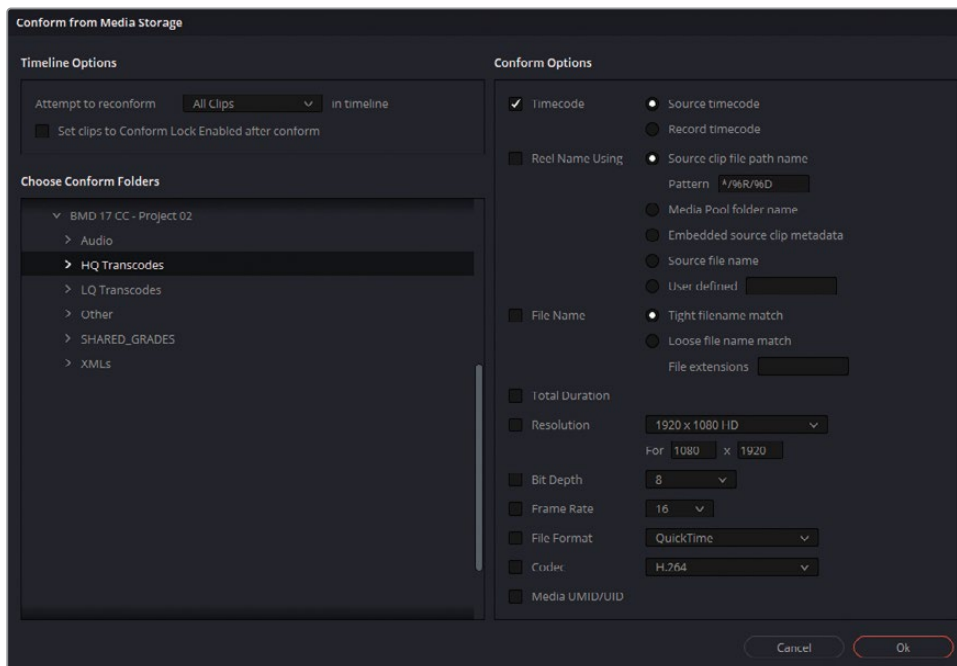 Conform from Media Storage
Timeline Options
Attempt to reconform All Clips in timeline
Set clips to Conform Lock Enabled after conform
Choose Conform Folders
BMD 17 CC - Project 02
Audio
HQ Transcodes
LQ Transcodes
Other
SHARED_GRADES
XMLs
Conform Options
Timecode Source timecode
Record timecode
Reel Name Using Source clip file path name
Pattern */%R/%D
Media Pool folder name
Embedded source clip metadata
Source file name
User defined
File Name Tight filename match
Loose file name match
File extensions
Total Duration
Resolution 1920 x 1080 HD
For 1080 x 1920
Bit Depth 8
Frame Rate 16
File Format QuickTime
Codec H.264
Media UMID/UID
Cancel Ok